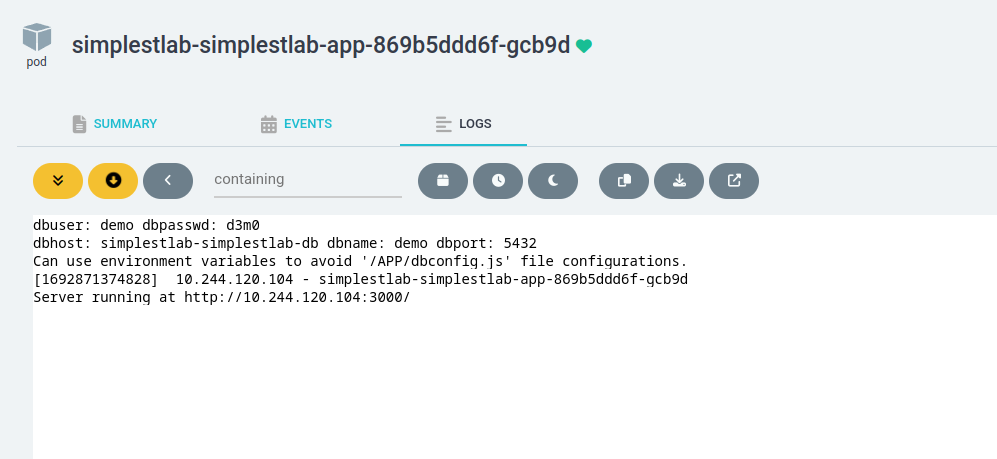 simplestlab-simplestlab-app-869b5ddd6f-gcb9d
pod
SUMMARY
EVENTS
LOGS
containing
dbuser: demo dbpasswd: d3m0
dbhost: simplestlab-simplestlab-db dbname: demo dbport: 5432
Can use environment variables to avoid '/APP/dbconfig.js' file configurations.
[1692871374828]  10.244.120.104 - simplestlab-simplestlab-app-869b5ddd6f-gcb9d
Server running at http://10.244.120.104:3000/